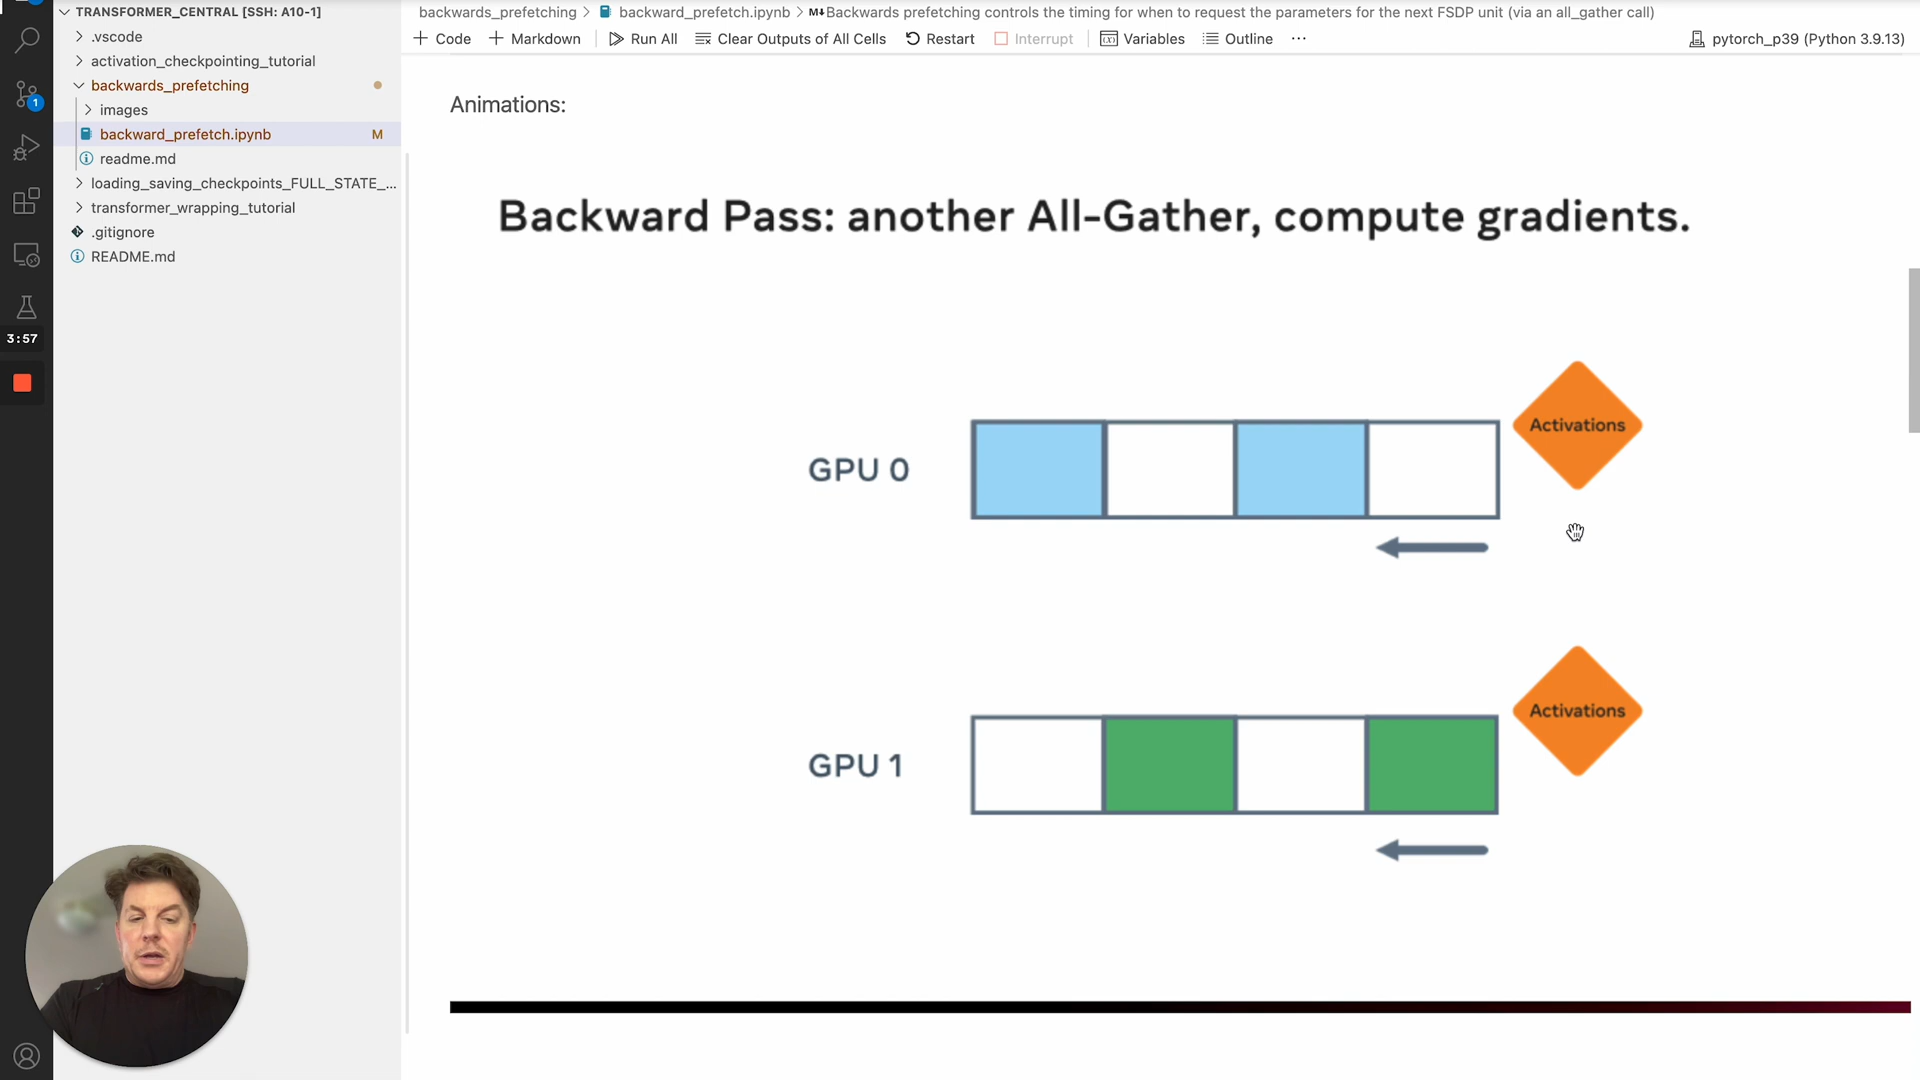 TRANSFORMER_CENTRAL [SSH: A10-1]
.vscode
activation_checkpointing_tutorial
backwards_prefetching
images
backward_prefetch.ipynb M
readme.md
loading_saving_checkpoints_FULL_STATE_...
transformer_wrapping_tutorial
.gitignore
README.md
1
3:57
backwards_prefetching > backward_prefetch.ipynb > M↓Backwards prefetching controls the timing for when to request the parameters for the next FSDP unit (via an all_gather call)
+ Code + Markdown Run All Clear Outputs of All Cells Restart Interrupt Variables Outline ... pytorch_p39 (Python 3.9.13)
Animations:
Backward Pass: another All-Gather, compute gradients.
GPU 0
Activations
GPU 1
Activations